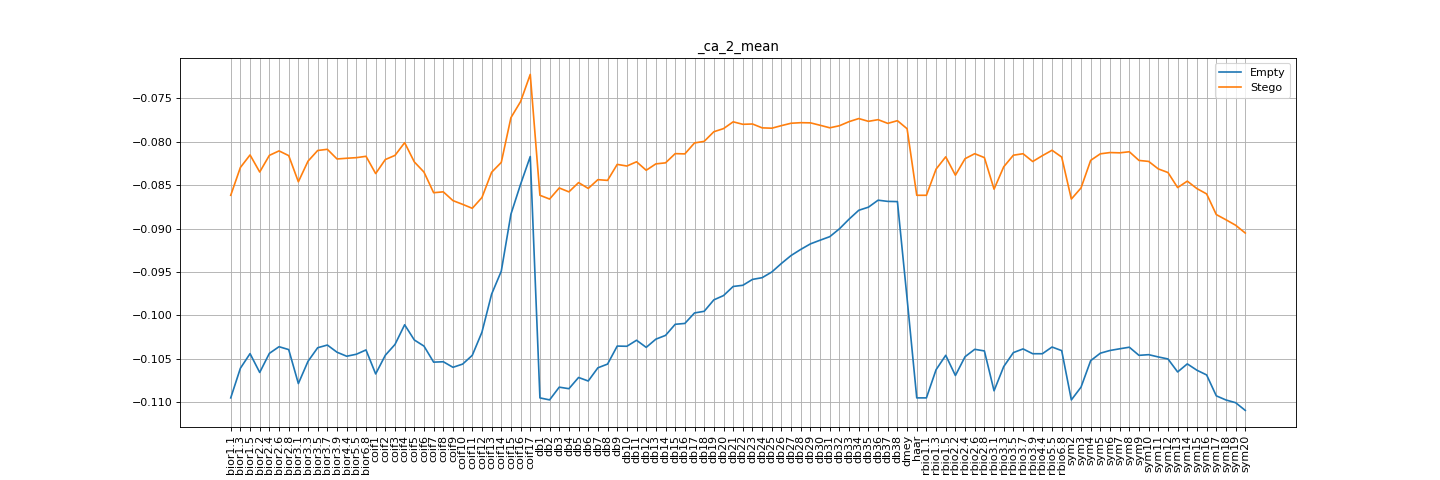 _ca_2_mean
Empty
Stego
−0.075
−0.080
−0.085
−0.090
−0.095
−0.100
−0.105
−0.110
bior1.1
bior1.3
bior1.5
bior2.2
bior2.4
bior2.6
bior2.8
bior3.1
bior3.3
bior3.5
bior3.7
bior3.9
bior4.4
bior5.5
bior6.8
coif1
coif2
coif3
coif4
coif5
coif6
coif7
coif8
coif9
coif10
coif11
coif12
coif13
coif14
coif15
coif16
coif17
db1
db2
db3
db4
db5
db6
db7
db8
db9
db10
db11
db12
db13
db14
db15
db16
db17
db18
db19
db20
db21
db22
db23
db24
db25
db26
db27
db28
db29
db30
db31
db32
db33
db34
db35
db36
db37
db38
dmey
haar
rbio1.1
rbio1.3
rbio1.5
rbio2.2
rbio2.4
rbio2.6
rbio2.8
rbio3.1
rbio3.3
rbio3.5
rbio3.7
rbio3.9
rbio4.4
rbio5.5
rbio6.8
sym2
sym3
sym4
sym5
sym6
sym7
sym8
sym9
sym10
sym11
sym12
sym13
sym14
sym15
sym16
sym17
sym18
sym19
sym20